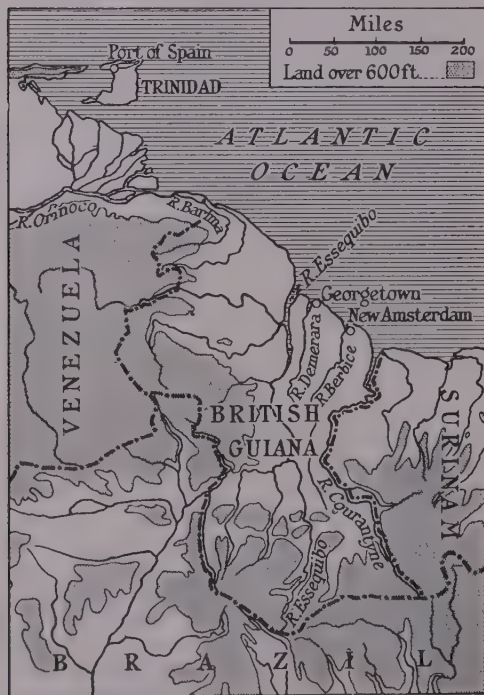 Miles
0 50 100 150 200
Land over 600ft.
Port of Spain
TRINIDAD
ATLANTIC
OCEAN
R. Orinoco
R. Barima
R. Essequibo
Georgetown
New Amsterdam
R. Demerara
R. Berbice
VENEZUELA
BRITISH
GUIANA
SURINAM
R. Courantyne
R. Essequibo
BRAZIL